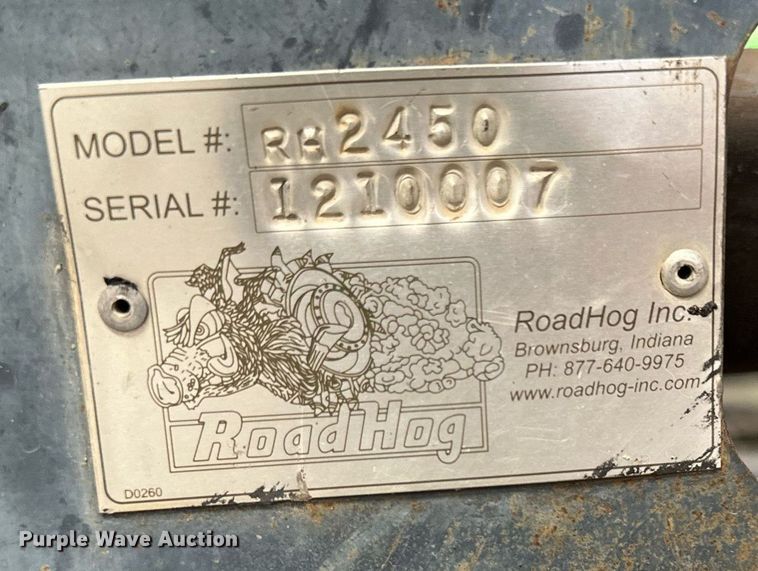 MODEL #: RH2450
SERIAL #: 1210007
RoadHog
RoadHog Inc.
Brownsburg, Indiana
PH: 877-640-9975
www.roadhog-inc.com
D0260
Purple Wave Auction